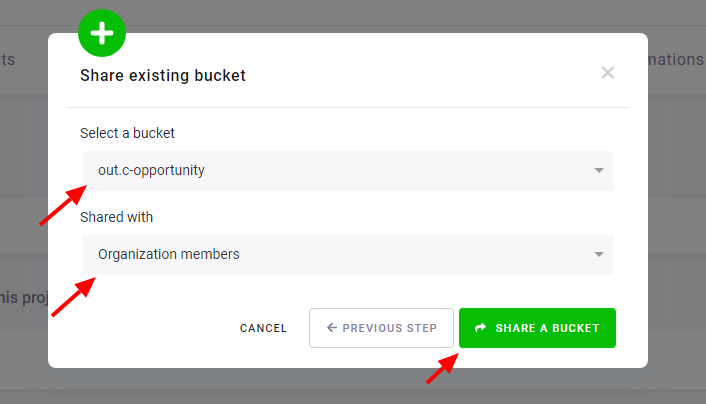 Share existing bucket
ts
mations
Select a bucket
out.c-opportunity
Shared with
Organization members
his proj
CANCEL
PREVIOUS STEP
SHARE A BUCKET